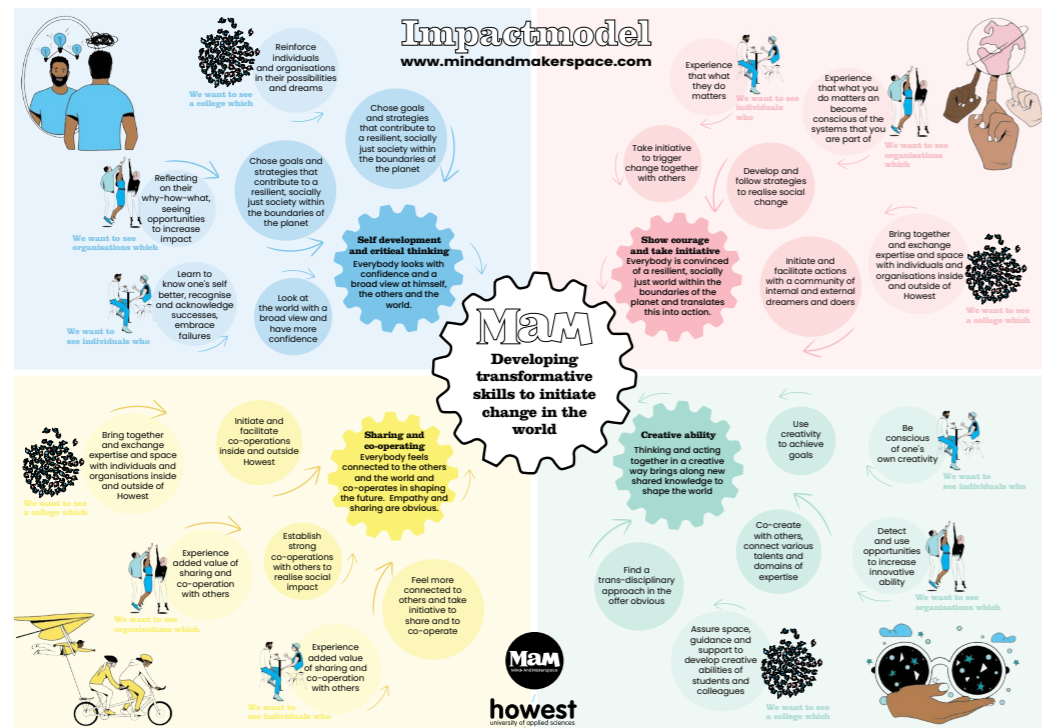 Impactmodel
www.mindandmakerspace.com
We want to see
a college which
Reinforce
individuals
and organisations
in their possibilities
and dreams
Chose goals
and strategies
that contribute to
a resilient, socially
just society within
the boundaries of
the planet
We want to see
organisations which
Reflecting
on their
why-how-what,
seeing
opportunities
to increase
impact
Chose goals and
strategies that
contribute to a
resilient, socially
just society within
the boundaries of
the planet
We want to
see individuals who
Learn to
know one's self
better, recognise
and acknowledge
successes,
embrace
failures
Look at
the world with a
broad view and
have more
confidence
Self development
and critical thinking
Everybody looks with
confidence and a
broad view at himself,
the others and the
world.
Experience
that what
they do
matters
We want to see
individuals
who
Take initiative
to trigger
change together
with others
Experience
that what you
do matters an
become
conscious of the
systems that you
are part of
We want to see
organisations
which
Develop and
follow strategies
to realise social
change
Show courage
and take initiative
Everybody is convinced
of a resilient, socially
just world within the
boundaries of the
planet and translates
this into action.
Initiate and
facilitate actions
with a community of
internal and external
dreamers and doers
Bring together
and exchange
expertise and space
with individuals and
organisations inside
and outside of
Howest
We want to see
a college which
Mam
Developing
transformative
skills to initiate
change in the
world
We want to see
a college which
Bring together
and exchange
expertise and space
with individuals and
organisations inside
and outside of
Howest
Initiate and
facilitate
co-operations
inside and outside
Howest
Sharing and
co-operating
Everybody feels
connected to the others
and the world and
co-operates in shaping
the future. Empathy and
sharing are obvious.
We want to see
organisations which
Experience
added value of
sharing and
co-operation
with others
Establish
strong
co-operations
with others to
realise social
impact
Feel more
connected to
others and take
initiative to
share and to
co-operate
We want to
see individuals who
Experience
added value
of sharing and
co-operation
with others
Creative ability
Thinking and acting
together in a creative
way brings along new
shared knowledge to
shape the world
Use
creativity
to achieve
goals
Be
conscious
of one's
own creativity
We want to
see individuals who
Co-create
with others,
connect various
talents and
domains of
expertise
Detect
and use
opportunities
to increase
innovative
ability
We want to see
organisations which
Find a
trans-disciplinary
approach in the
offer obvious
Assure space,
guidance and
support to
develop creative
abilities of
students and
colleagues
We want to see
a college which
Mam
Mind And Makerspace
howest
university of applied sciences